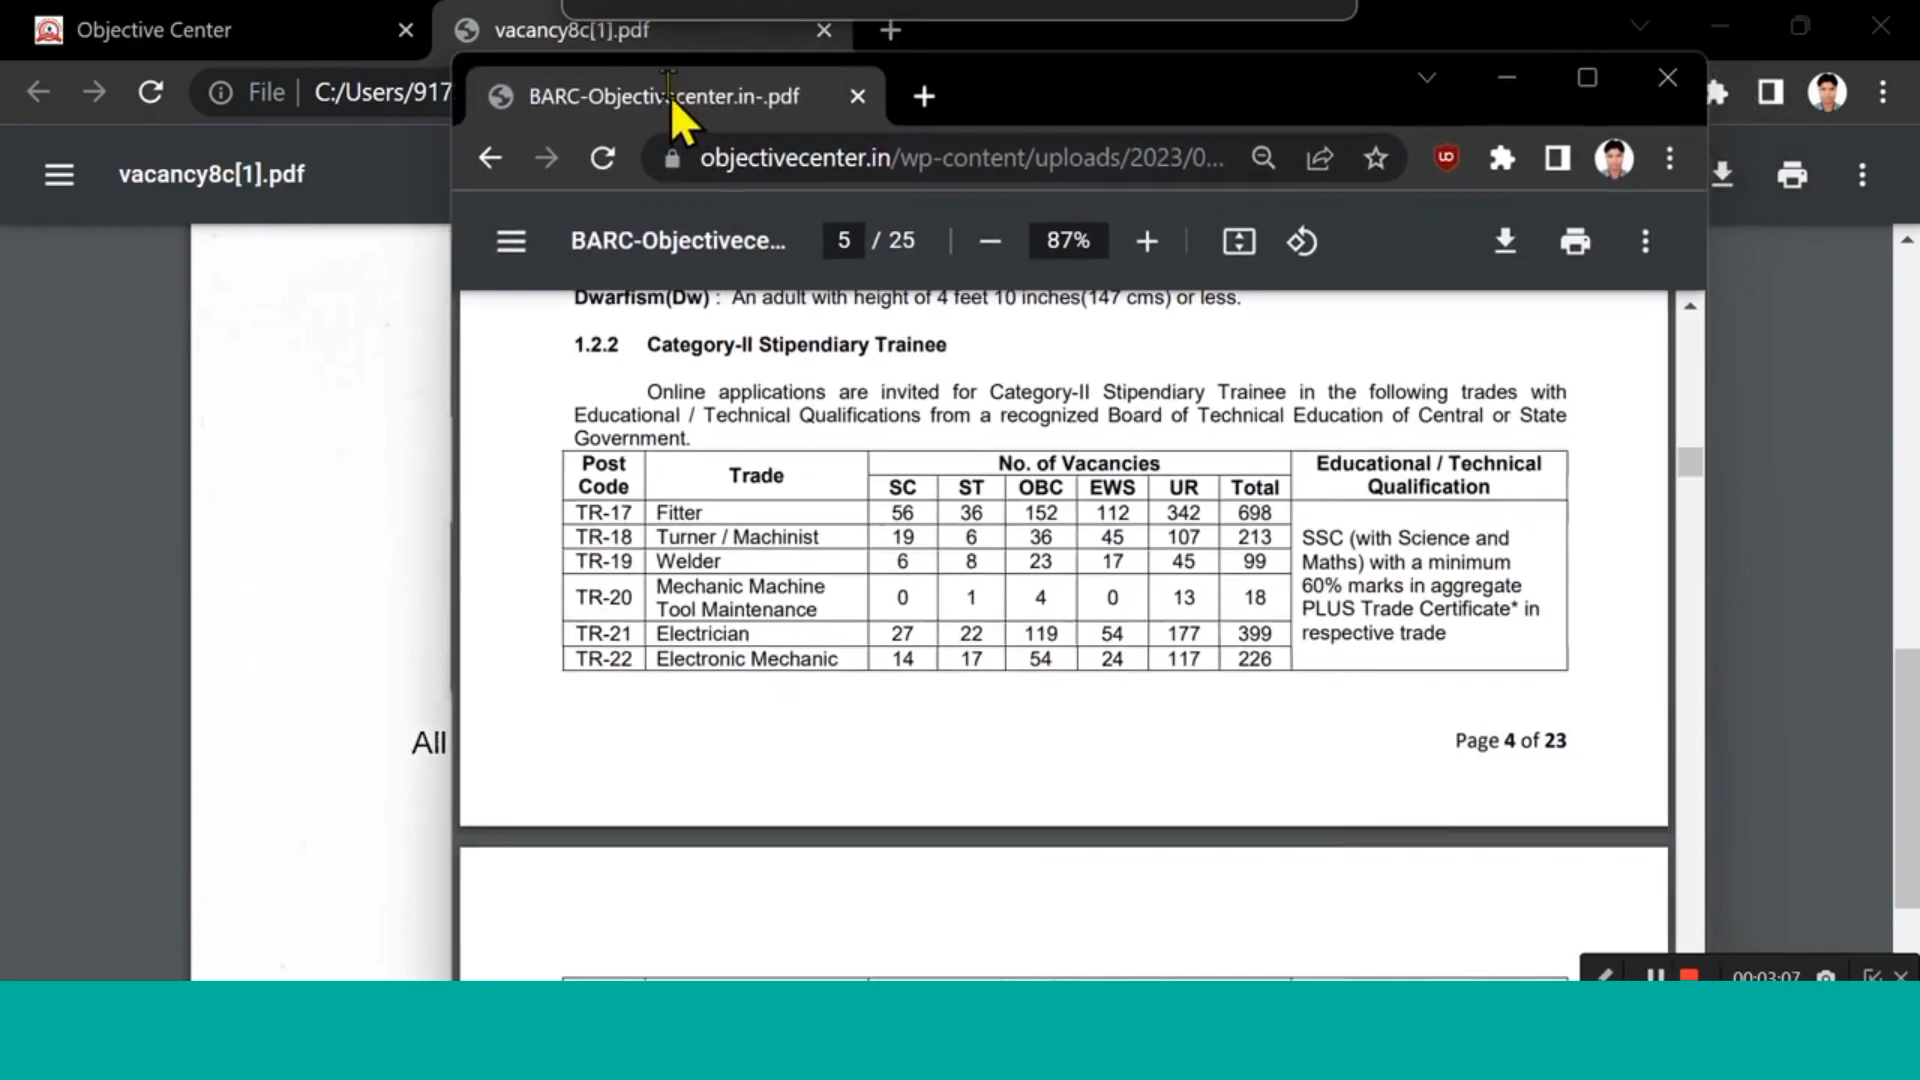 Objective Center
vacancy8c[1].pdf
File
C:/Users/917
BARC-Objectivecenter.in-.pdf
objectivecenter.in/wp-content/uploads/2023/0...
vacancy8c[1].pdf
BARC-Objectivece...
5 / 25
87%
Dwarfism(Dw) : An adult with height of 4 feet 10 inches(147 cms) or less.
1.2.2 Category-II Stipendiary Trainee
Online applications are invited for Category-II Stipendiary Trainee in the following trades with
Educational / Technical Qualifications from a recognized Board of Technical Education of Central or State
Government.
Post Code Trade No. of Vacancies Educational / Technical Qualification
SC ST OBC EWS UR Total
TR-17 Fitter 56 36 152 112 342 698
TR-18 Turner / Machinist 19 6 36 45 107 213
TR-19 Welder 6 8 23 17 45 99
TR-20 Mechanic Machine Tool Maintenance 0 1 4 0 13 18
TR-21 Electrician 27 22 119 54 177 399
TR-22 Electronic Mechanic 14 17 54 24 117 226
SSC (with Science and
Maths) with a minimum
60% marks in aggregate
PLUS Trade Certificate* in
respective trade
All
Page 4 of 23
00:03:07